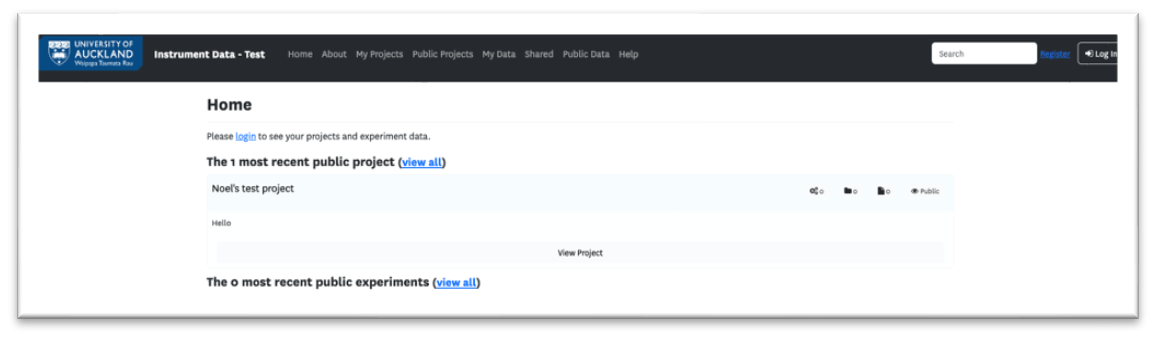 UNIVERSITY OF
AUCKLAND
Waipapa Taumata Rau
Instrument Data - Test Home About My Projects Public Projects My Data Shared Public Data Help Search Register Log In
Home
Please login to see your projects and experiment data.
The 1 most recent public project (view all)
Noel's test project 0 0 0 Public
Hello
View Project
The 0 most recent public experiments (view all)